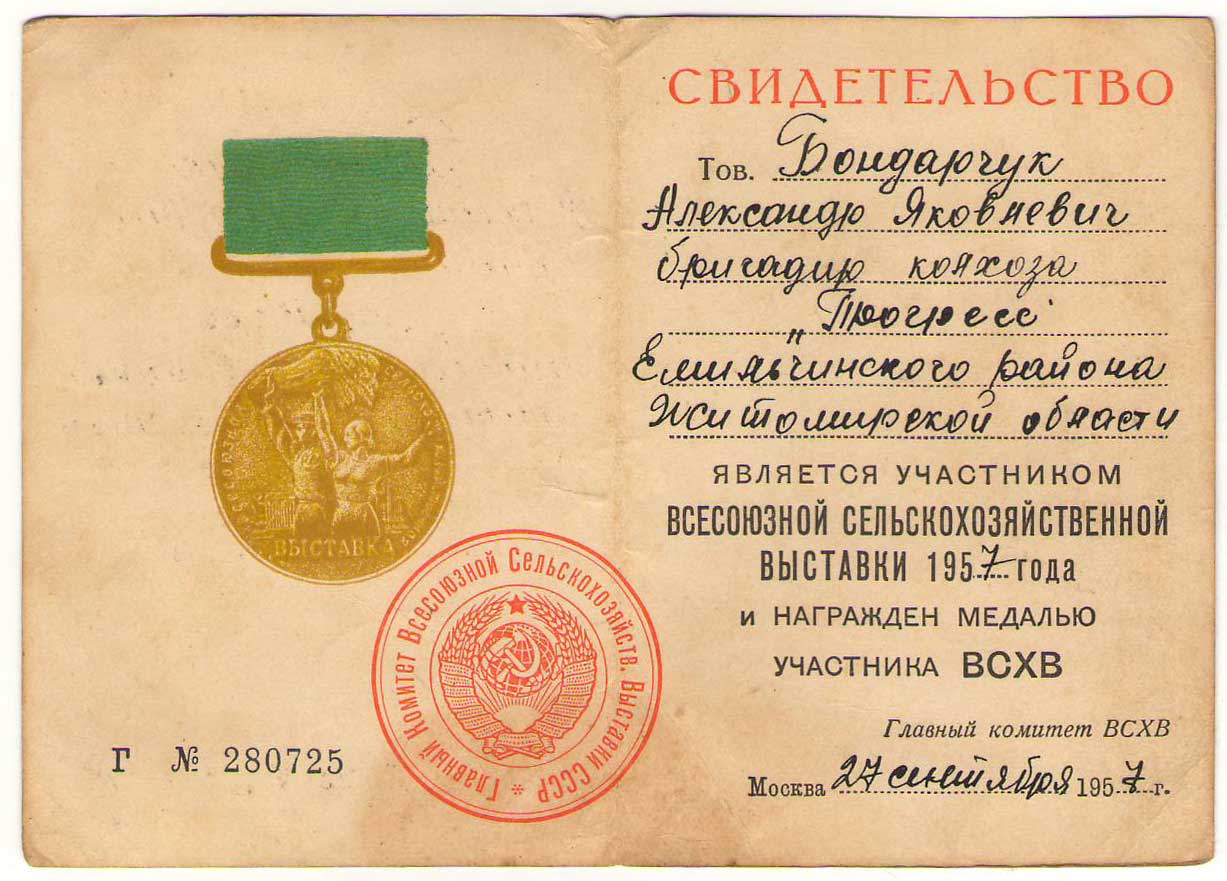 ВЫСТАВКА
Главный Комитет Всесоюзной Сельскохозяйств. Выставки СССР
Г № 280725
СВИДЕТЕЛЬСТВО
Тов. Бондарчук
Александр Яковлевич
бригадир колхоза
„Прогресс"
Емильчинского района
Житомирской области
ЯВЛЯЕТСЯ УЧАСТНИКОМ
ВСЕСОЮЗНОЙ СЕЛЬСКОХОЗЯЙСТВЕННОЙ
ВЫСТАВКИ 1957 года
И НАГРАЖДЕН МЕДАЛЬЮ
УЧАСТНИКА ВСХВ
Главный комитет ВСХВ
Москва 27 сентября 1957 г.